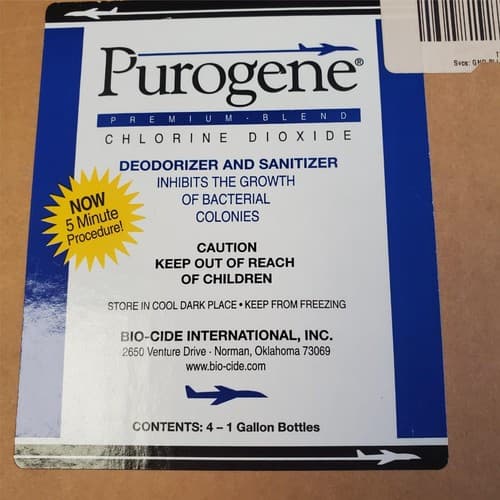 Purogene®
PREMIUM-BLEND
CHLORINE DIOXIDE
DEODORIZER AND SANITIZER
INHIBITS THE GROWTH
OF BACTERIAL
COLONIES
NOW
5 Minute
Procedure!
CAUTION
KEEP OUT OF REACH
OF CHILDREN
STORE IN COOL DARK PLACE • KEEP FROM FREEZING
BIO-CIDE INTERNATIONAL, INC.
2650 Venture Drive · Norman, Oklahoma 73069
www.bio-cide.com
CONTENTS: 4 – 1 Gallon Bottles